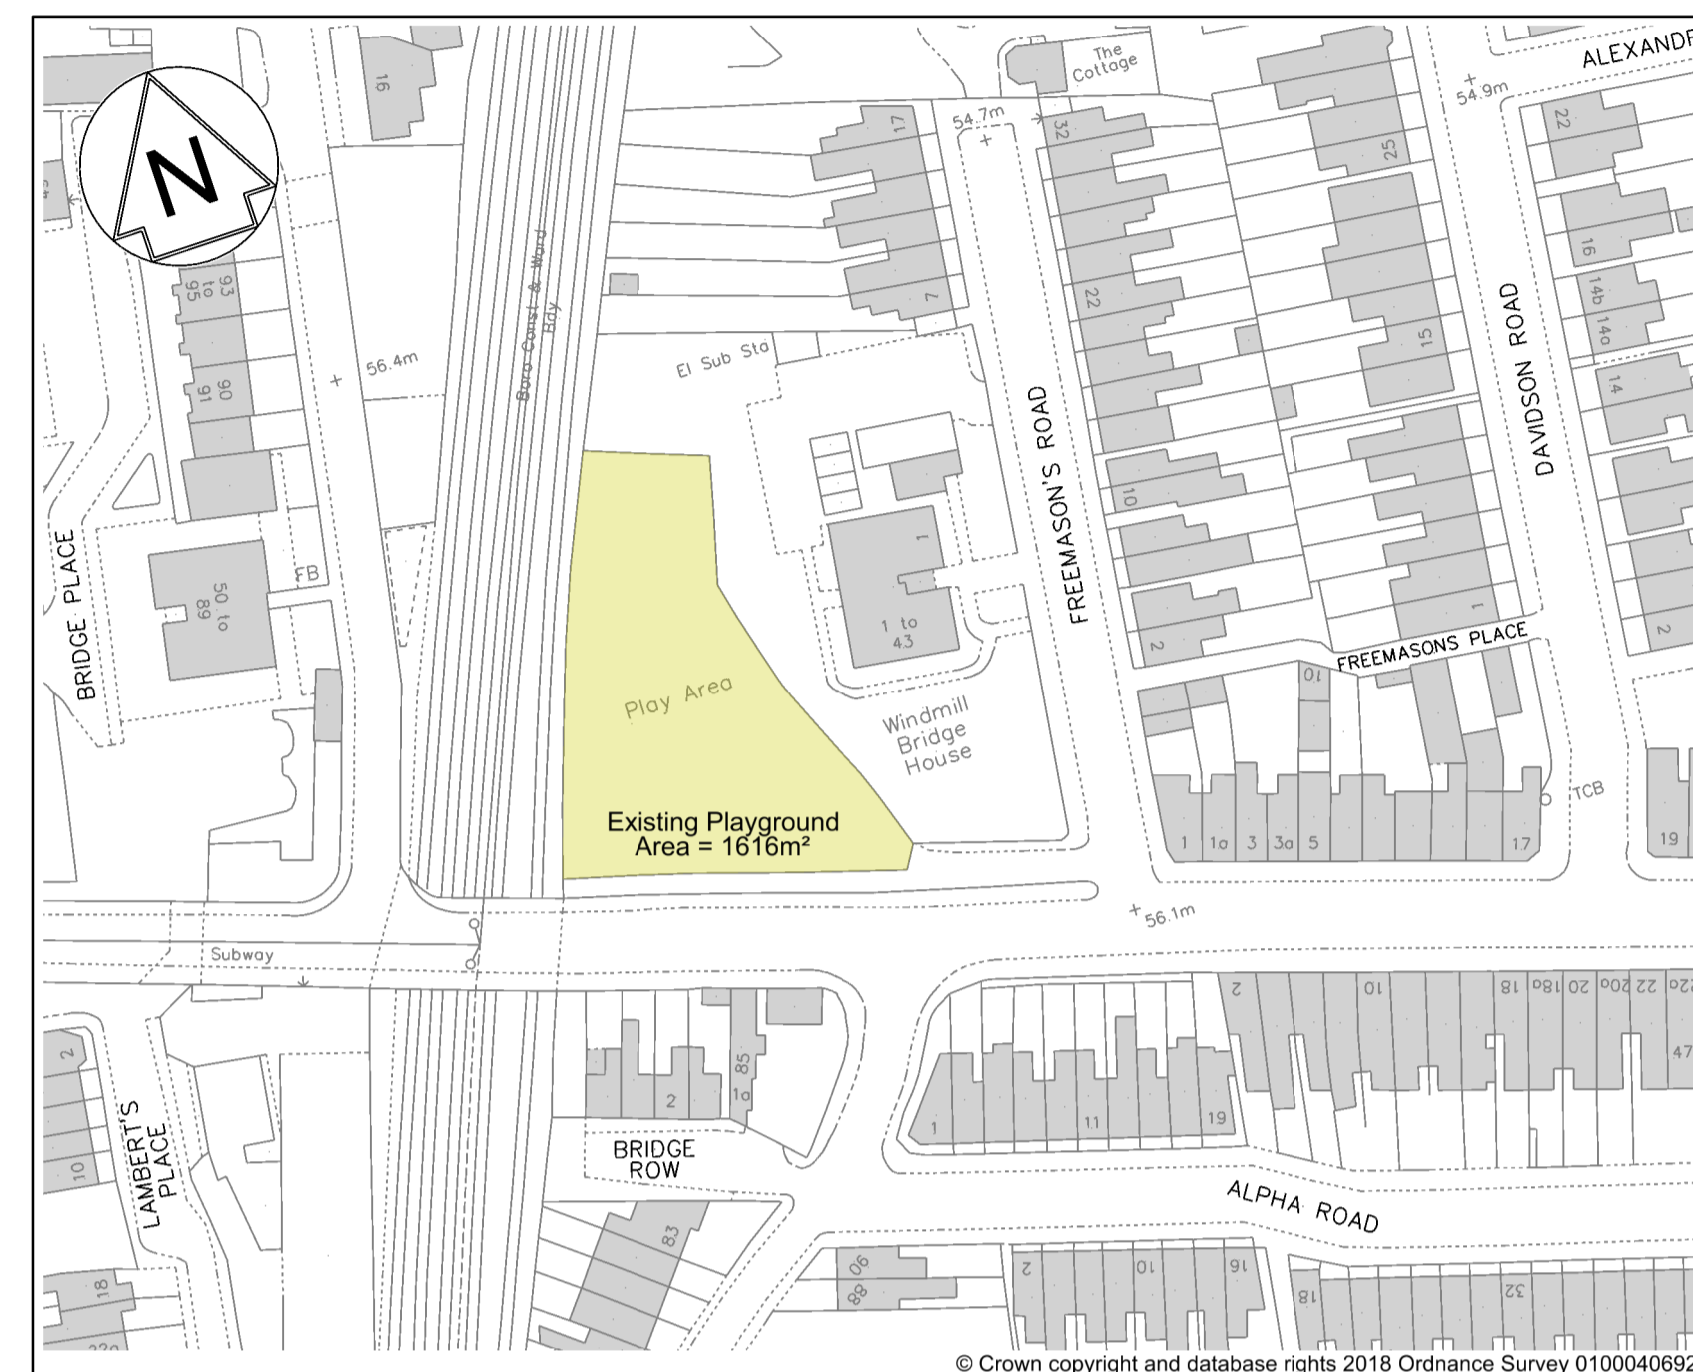 ALEXANDR
The
Cottage
16
N
17
54.7m
32
25
54.9m
22
93
to
95
Boro Const & Ward
Bdy
7
22
16
14b
14a
15
14
56.4m
90
91
El Sub Sta
FREEMASON'S ROAD
DAVIDSON ROAD
10
BRIDGE PLACE
FB
50 to
89
1
1 to
43
2
1
2
FREEMASONS PLACE
10
Play Area
Windmill
Bridge
House
TCB
Existing Playground
Area = 1616m²
1
1a
3
3a
5
17
19
56.1m
Subway
2
10
18
18a
20
20a
22
22a
47
2
85
1a
2
1
11
19
10
LAMBERT'S
PLACE
BRIDGE
ROW
ALPHA ROAD
83
90
88
2
10
16
18
32
18
© Crown copyright and database rights 2018 Ordnance Survey 0100040692